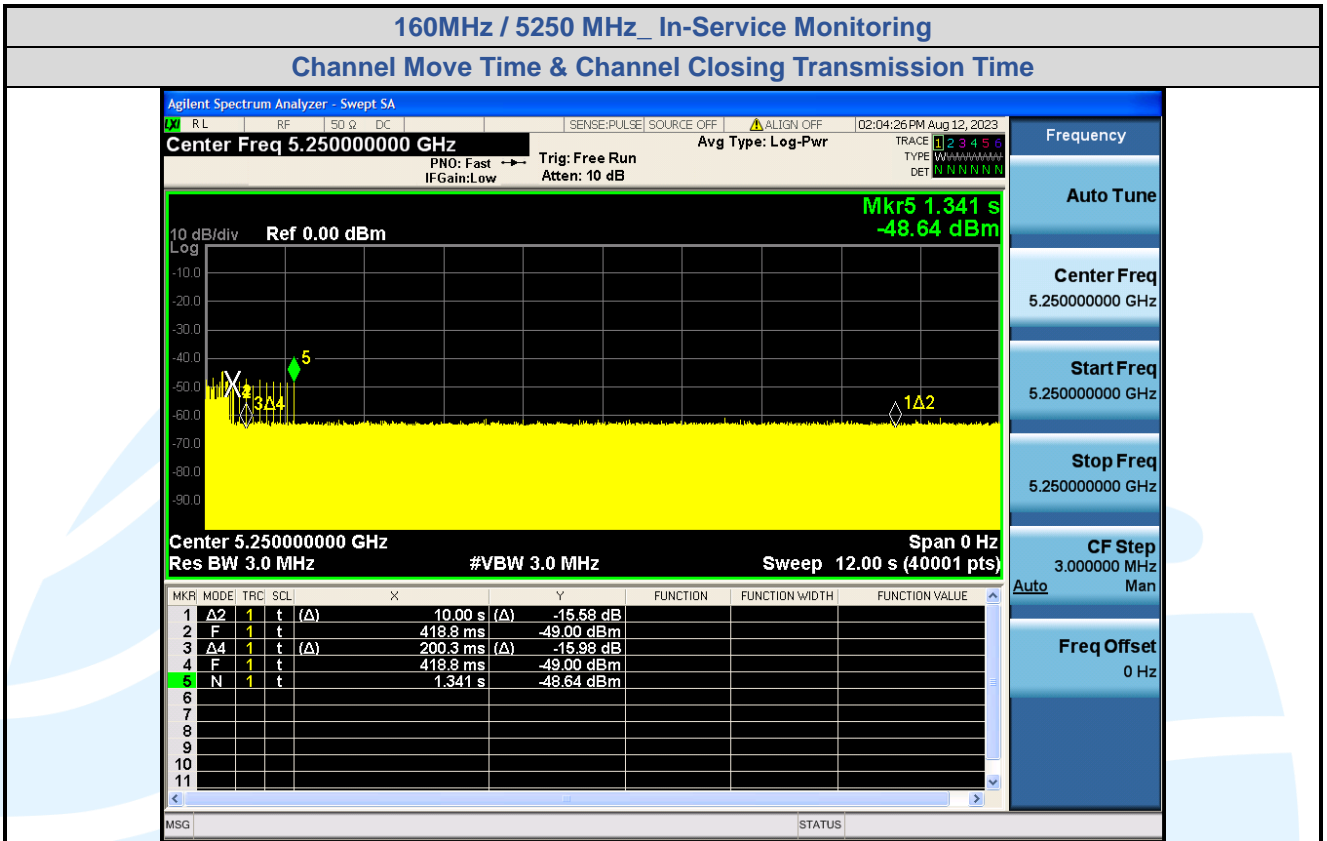 160MHz / 5250 MHz_ In-Service Monitoring
Channel Move Time & Channel Closing Transmission Time
Agilent Spectrum Analyzer - Swept SA
LXI RL RF 50 Ω DC SENSE:PULSE SOURCE OFF ALIGN OFF 02:04:26 PM Aug 12, 2023
Center Freq 5.250000000 GHz
PNO: Fast
IFGain:Low
Trig: Free Run
Atten: 10 dB
Avg Type: Log-Pwr
TRACE 1 2 3 4 5 6
TYPE W
DET N N N N N N
Mkr5 1.341 s
-48.64 dBm
10 dB/div Ref 0.00 dBm
Log
-10.0
-20.0
-30.0
-40.0
-50.0
-60.0
-70.0
-80.0
-90.0
5
3Δ4
1Δ2
Center 5.250000000 GHz Span 0 Hz
Res BW 3.0 MHz #VBW 3.0 MHz Sweep 12.00 s (40001 pts)
MKR MODE TRC SCL X Y FUNCTION FUNCTION WIDTH FUNCTION VALUE
1 Δ2 1 t (Δ) 10.00 s (Δ) -15.58 dB
2 F 1 t 418.8 ms -49.00 dBm
3 Δ4 1 t (Δ) 200.3 ms (Δ) -15.98 dB
4 F 1 t 418.8 ms -49.00 dBm
5 N 1 t 1.341 s -48.64 dBm
6
7
8
9
10
11
MSG STATUS
Frequency
Auto Tune
Center Freq
5.250000000 GHz
Start Freq
5.250000000 GHz
Stop Freq
5.250000000 GHz
CF Step
3.000000 MHz
Auto Man
Freq Offset
0 Hz